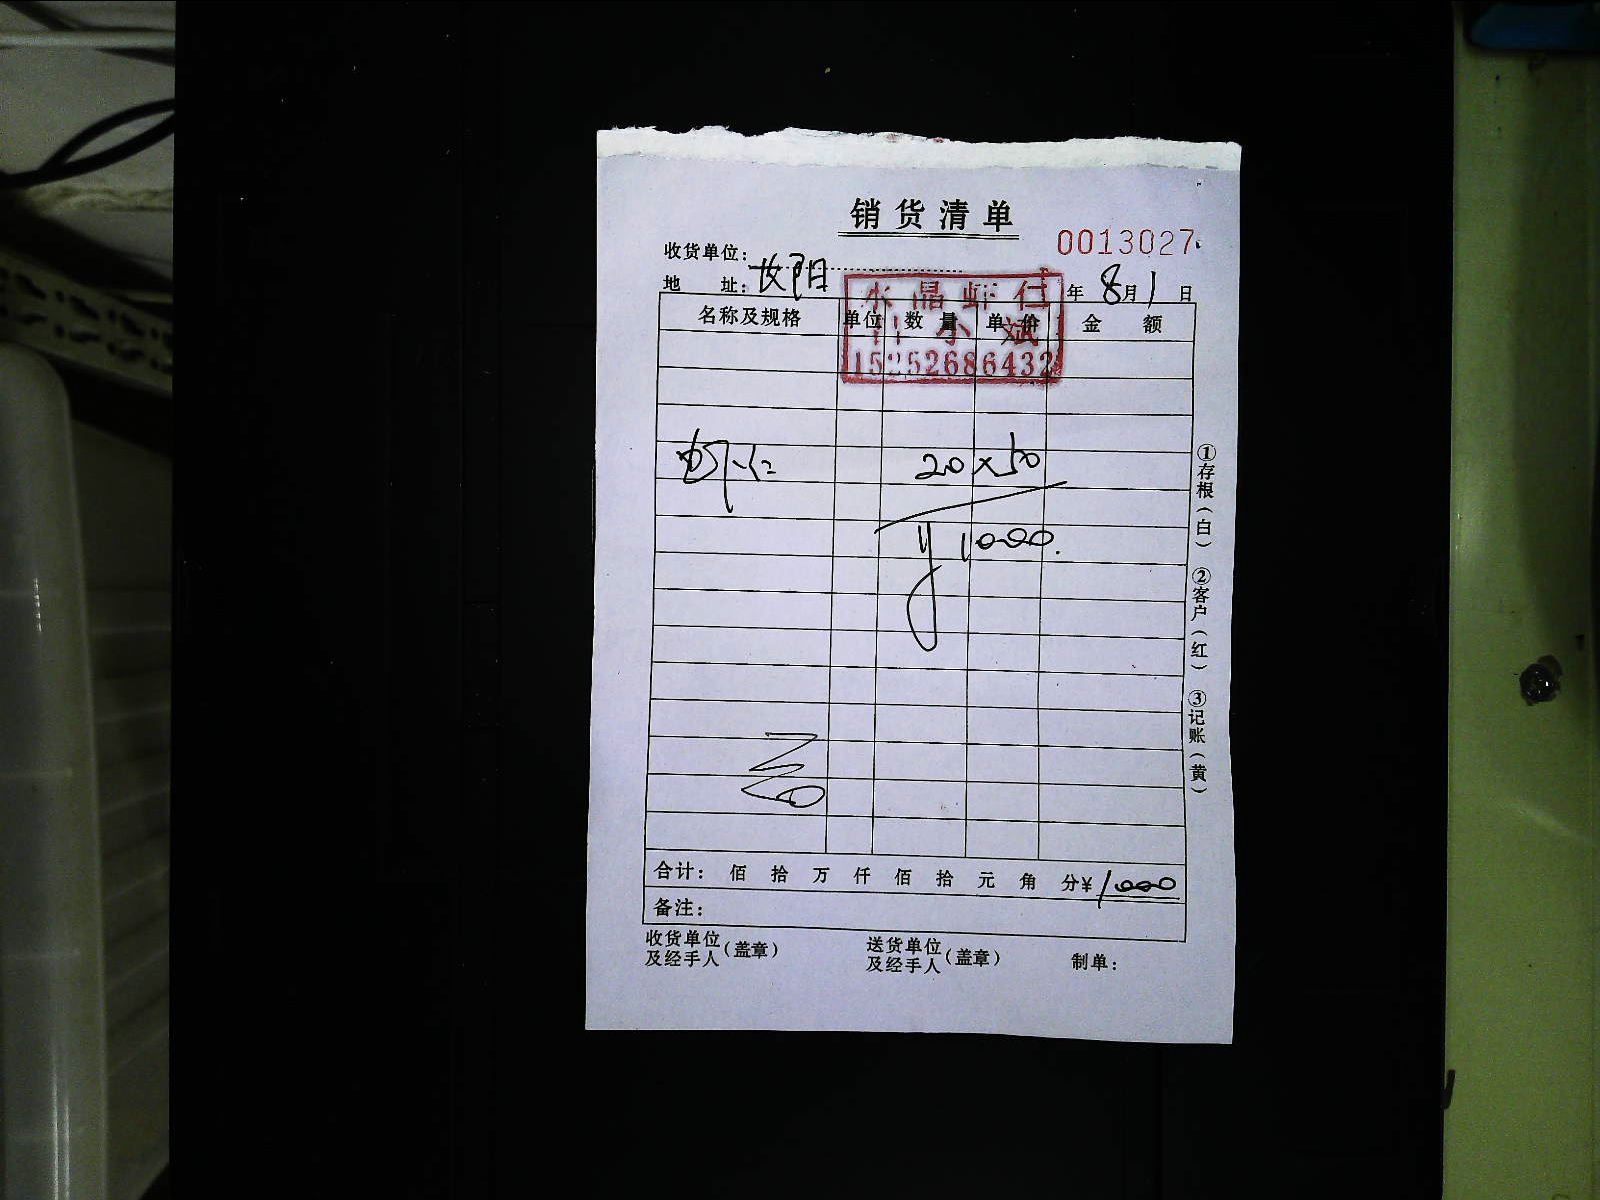 销货清单
0013027
收货单位:
地 址: 牧阳 年 8 月 1 日
水晶虾仁
小斌
15252686432
名称及规格 单位 数量 单价 金额
虾仁 20×50
¥1000.
合计: 佰 拾 万 仟 佰 拾 元 角 分 ¥1000
备注:
收货单位及经手人(盖章) 送货单位及经手人(盖章) 制单:
①存根(白) ②客户(红) ③记账(黄)